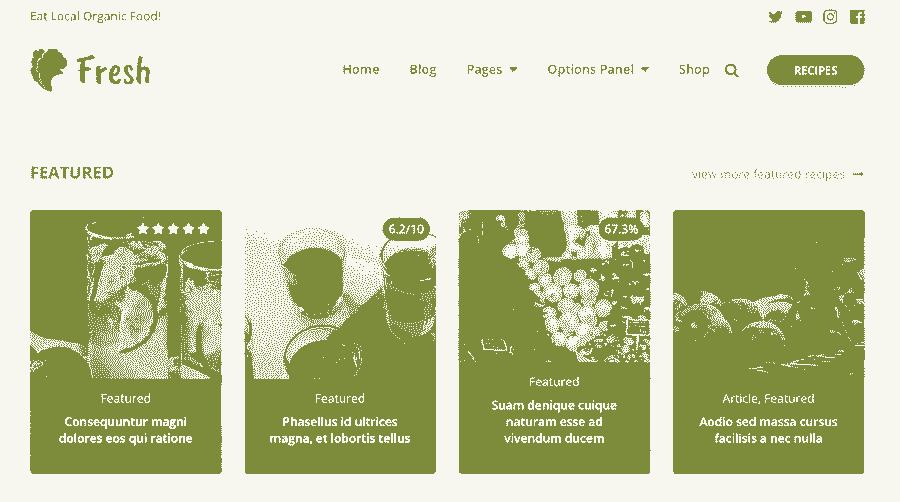 Eat Local Organic Food!
Fresh
Home Blog Pages Options Panel Shop RECIPES
FEATURED
view more featured recipes →
6.2/10
67.3%
Featured
Consequuntur magni
dolores eos qui ratione
Featured
Phasellus id ultrices
magna, et lobortis tellus
Featured
Suam denique cuique
naturam esse ad
vivendum ducem
Article, Featured
Aodio sed massa cursus
facilisis a nec nulla